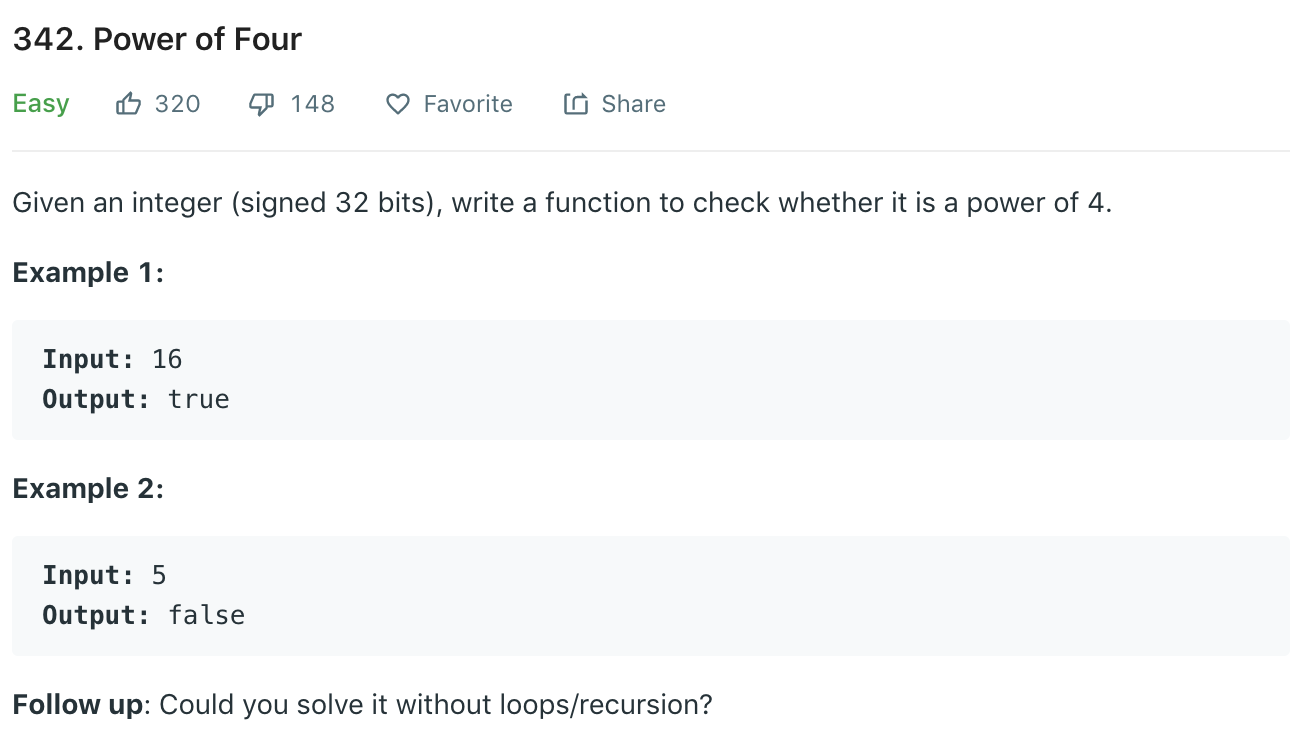 342. Power of Four
Easy 320 148 Favorite Share
Given an integer (signed 32 bits), write a function to check whether it is a power of 4.
Example 1:
Input: 16
Output: true
Example 2:
Input: 5
Output: false
Follow up: Could you solve it without loops/recursion?